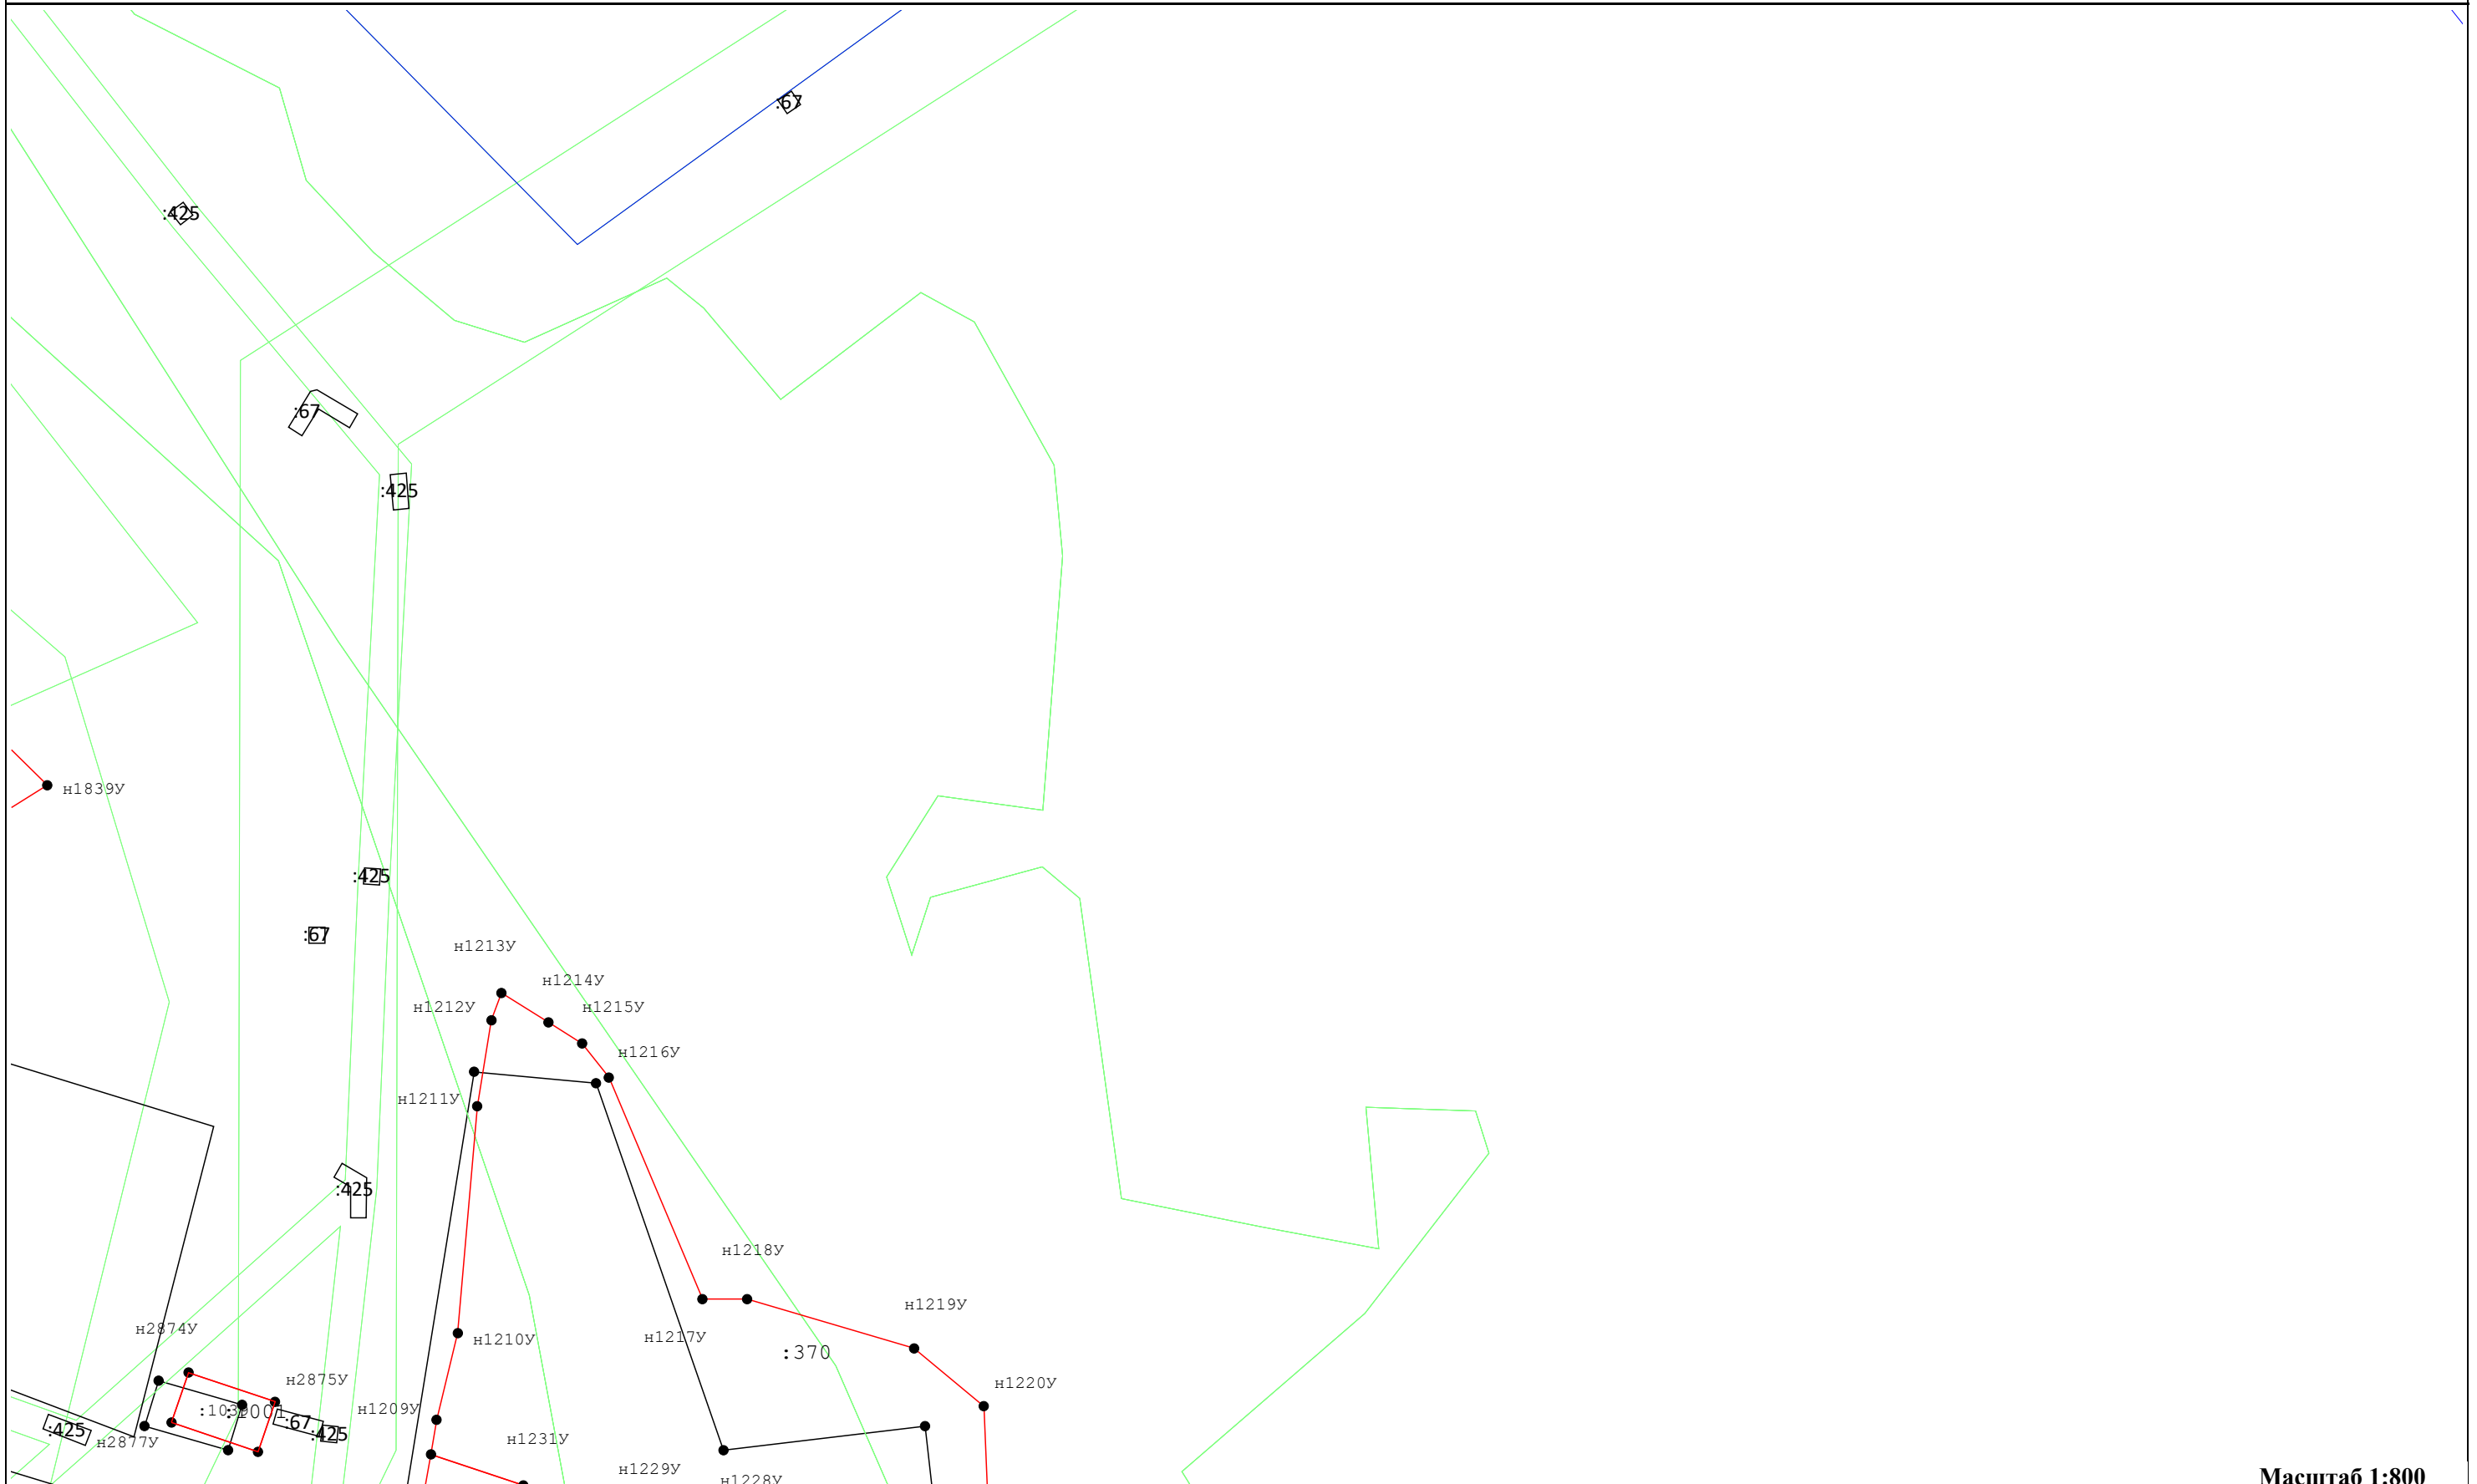 :67
:425
:67
:425
н1839У
:425
:67
н1213У
н1214У
н1212У
н1215У
н1216У
н1211У
:425
н1218У
н1219У
н2874У
н1210У
н1217У
:370
н2875У
н1220У
н1209У
:67
:425
:425
н2877У
н1231У
н1229У
н1228У
Масштаб 1:800